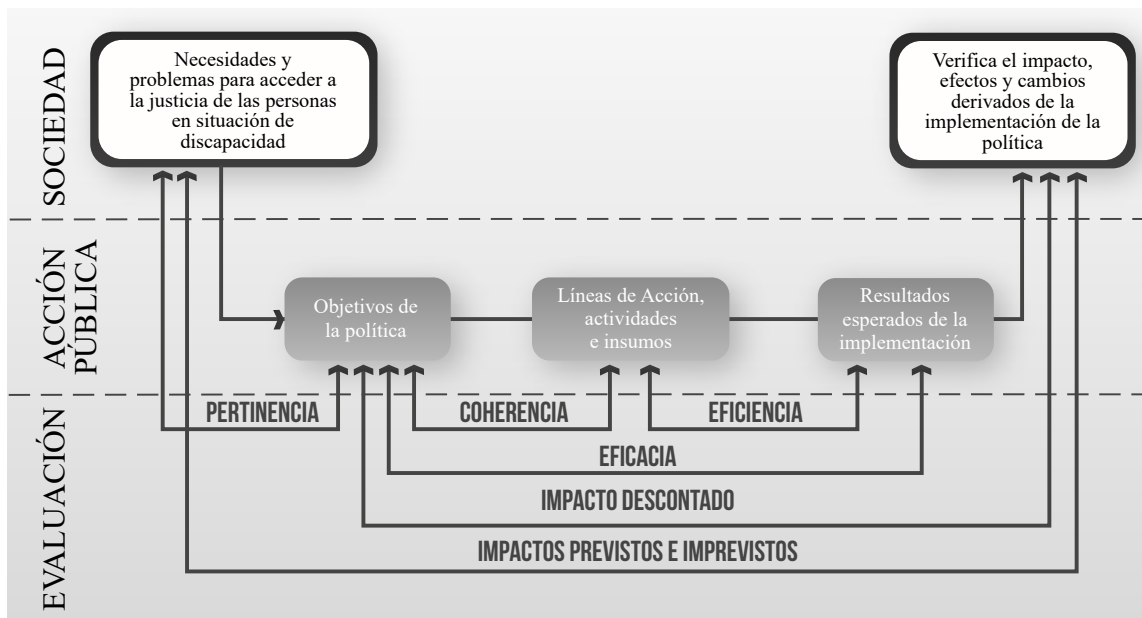 SOCIEDAD
Necesidades y
problemas para acceder a
la justicia de las personas
en situación de
discapacidad
Verifica el impacto,
efectos y cambios
derivados de la
implementación de la
política
ACCIÓN
PÚBLICA
Objetivos de
la política
Líneas de Acción,
actividades
e insumos
Resultados
esperados de la
implementación
EVALUACIÓN
PERTINENCIA
COHERENCIA
EFICIENCIA
EFICACIA
IMPACTO DESCONTADO
IMPACTOS PREVISTOS E IMPREVISTOS